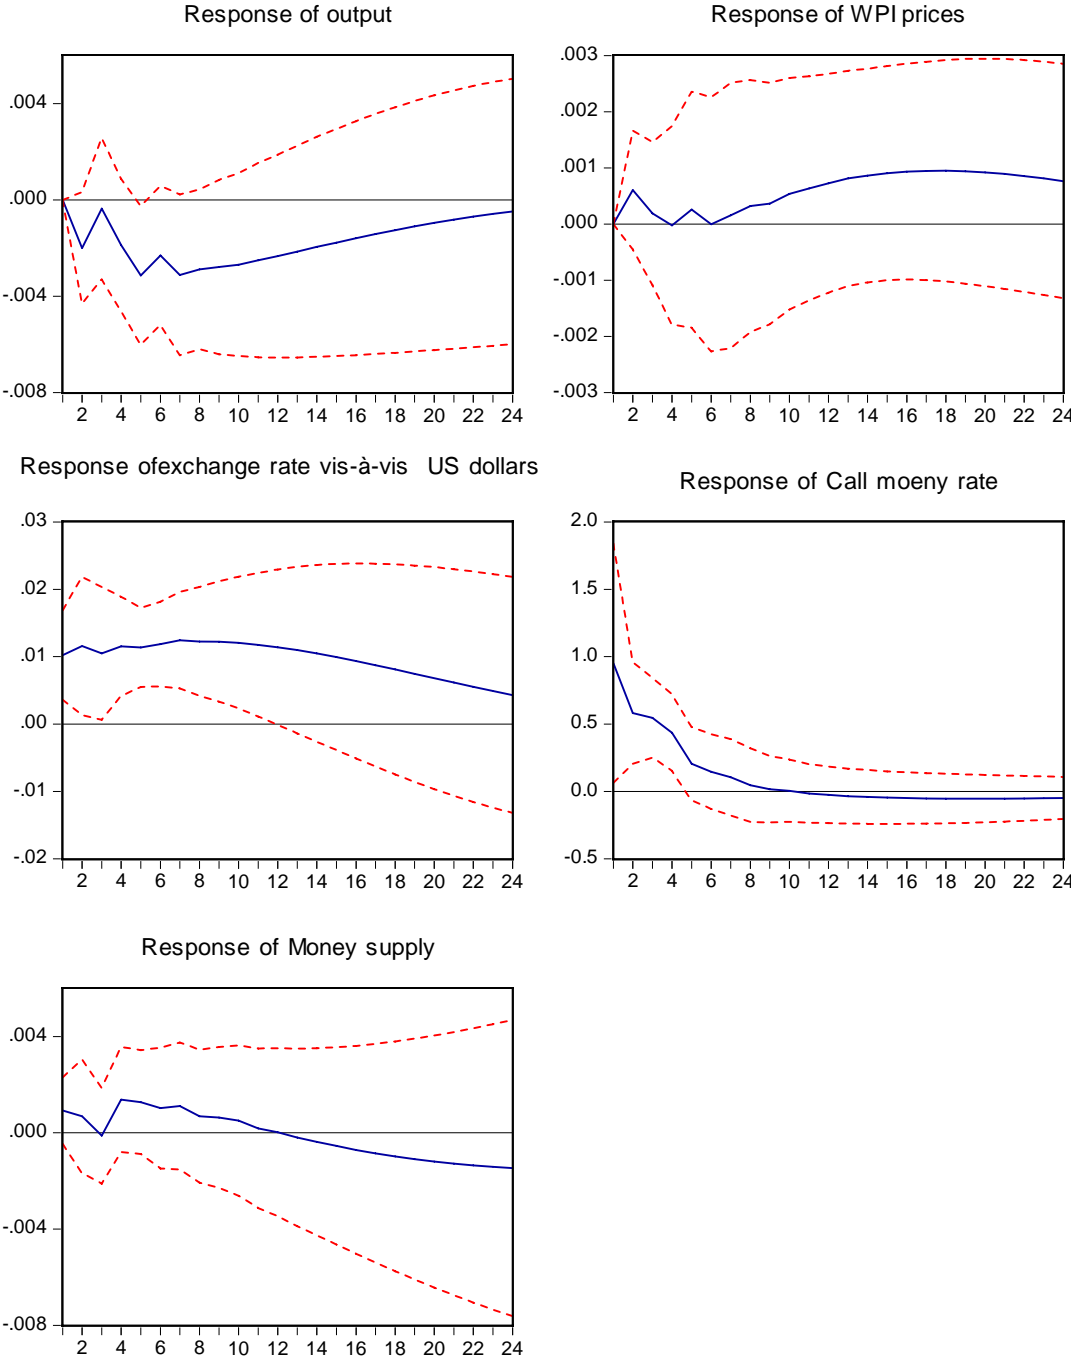 Response of output
.004
.000
-.004
-.008
2 4 6 8 10 12 14 16 18 20 22 24
Response of WPI prices
.003
.002
.001
.000
-.001
-.002
-.003
2 4 6 8 10 12 14 16 18 20 22 24
Response ofexchange rate vis-à-vis US dollars
.03
.02
.01
.00
-.01
-.02
2 4 6 8 10 12 14 16 18 20 22 24
Response of Call moeny rate
2.0
1.5
1.0
0.5
0.0
-0.5
2 4 6 8 10 12 14 16 18 20 22 24
Response of Money supply
.004
.000
-.004
-.008
2 4 6 8 10 12 14 16 18 20 22 24